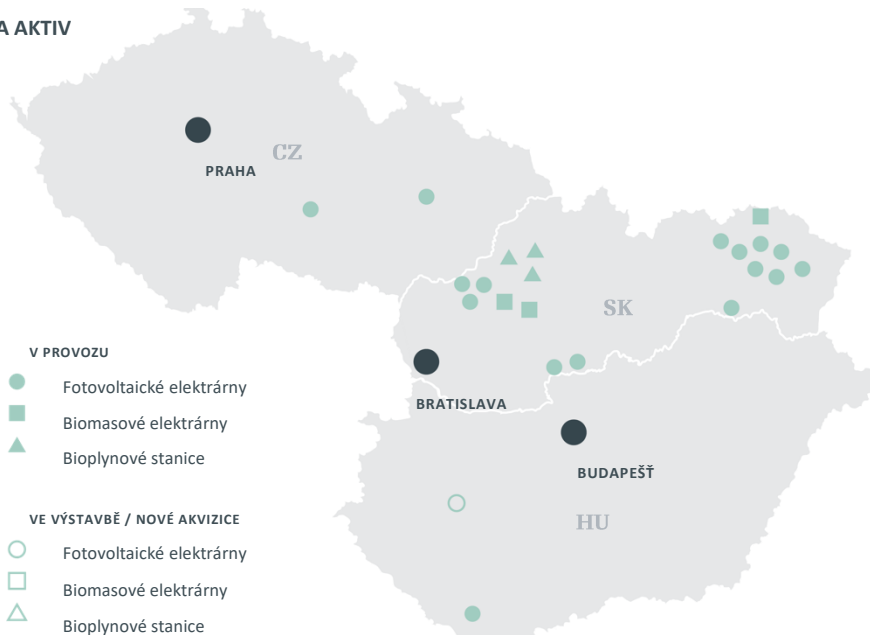 A AKTIV
CZ
PRAHA
SK
BRATISLAVA
BUDAPEŠŤ
HU
V PROVOZU
Fotovoltaické elektrárny
Biomasové elektrárny
Bioplynové stanice
VE VÝSTAVBĚ / NOVÉ AKVIZICE
Fotovoltaické elektrárny
Biomasové elektrárny
Bioplynové stanice